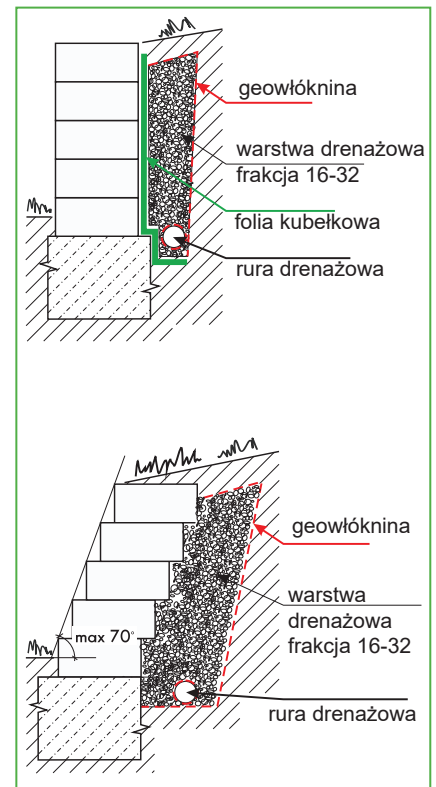 geowłóknina
warstwa drenażowa
frakcja 16-32
folia kubełkowa
rura drenażowa
geowłóknina
warstwa
drenażowa
frakcja 16-32
max 70°
rura drenażowa